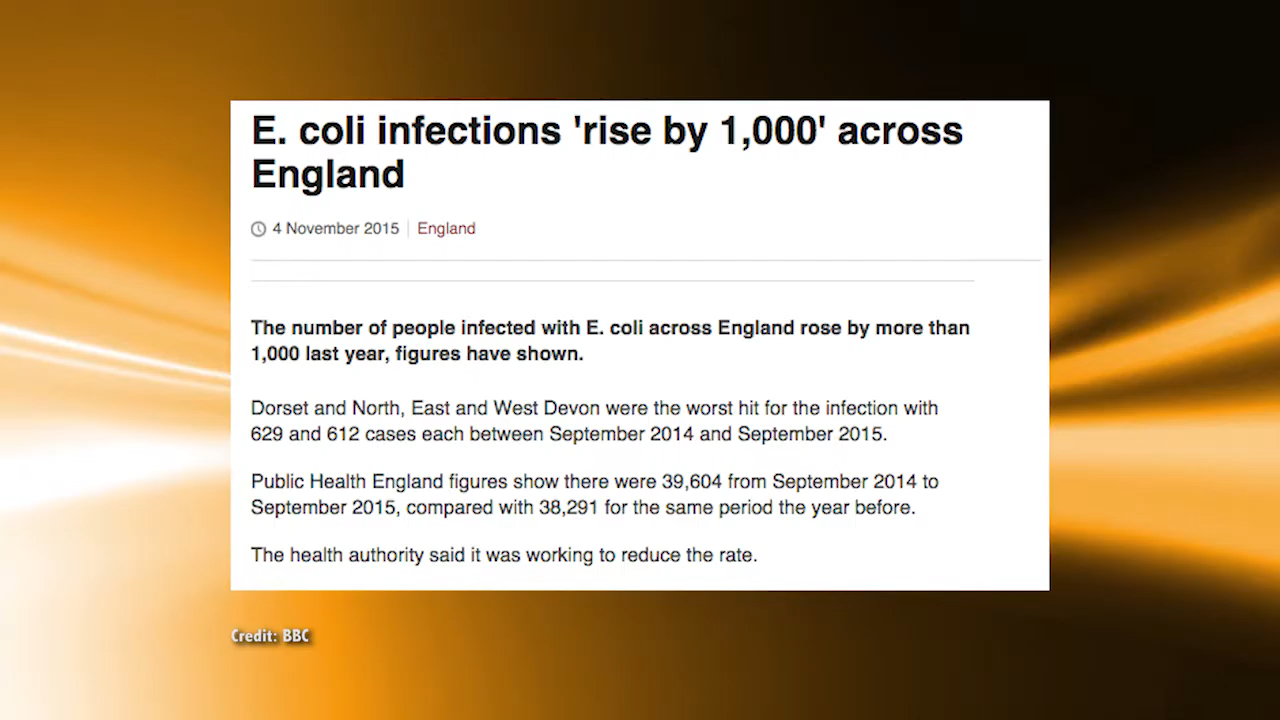 E. coli infections 'rise by 1,000' across
England
4 November 2015 England
The number of people infected with E. coli across England rose by more than
1,000 last year, figures have shown.
Dorset and North, East and West Devon were the worst hit for the infection with
629 and 612 cases each between September 2014 and September 2015.
Public Health England figures show there were 39,604 from September 2014 to
September 2015, compared with 38,291 for the same period the year before.
The health authority said it was working to reduce the rate.
Credit: BBC